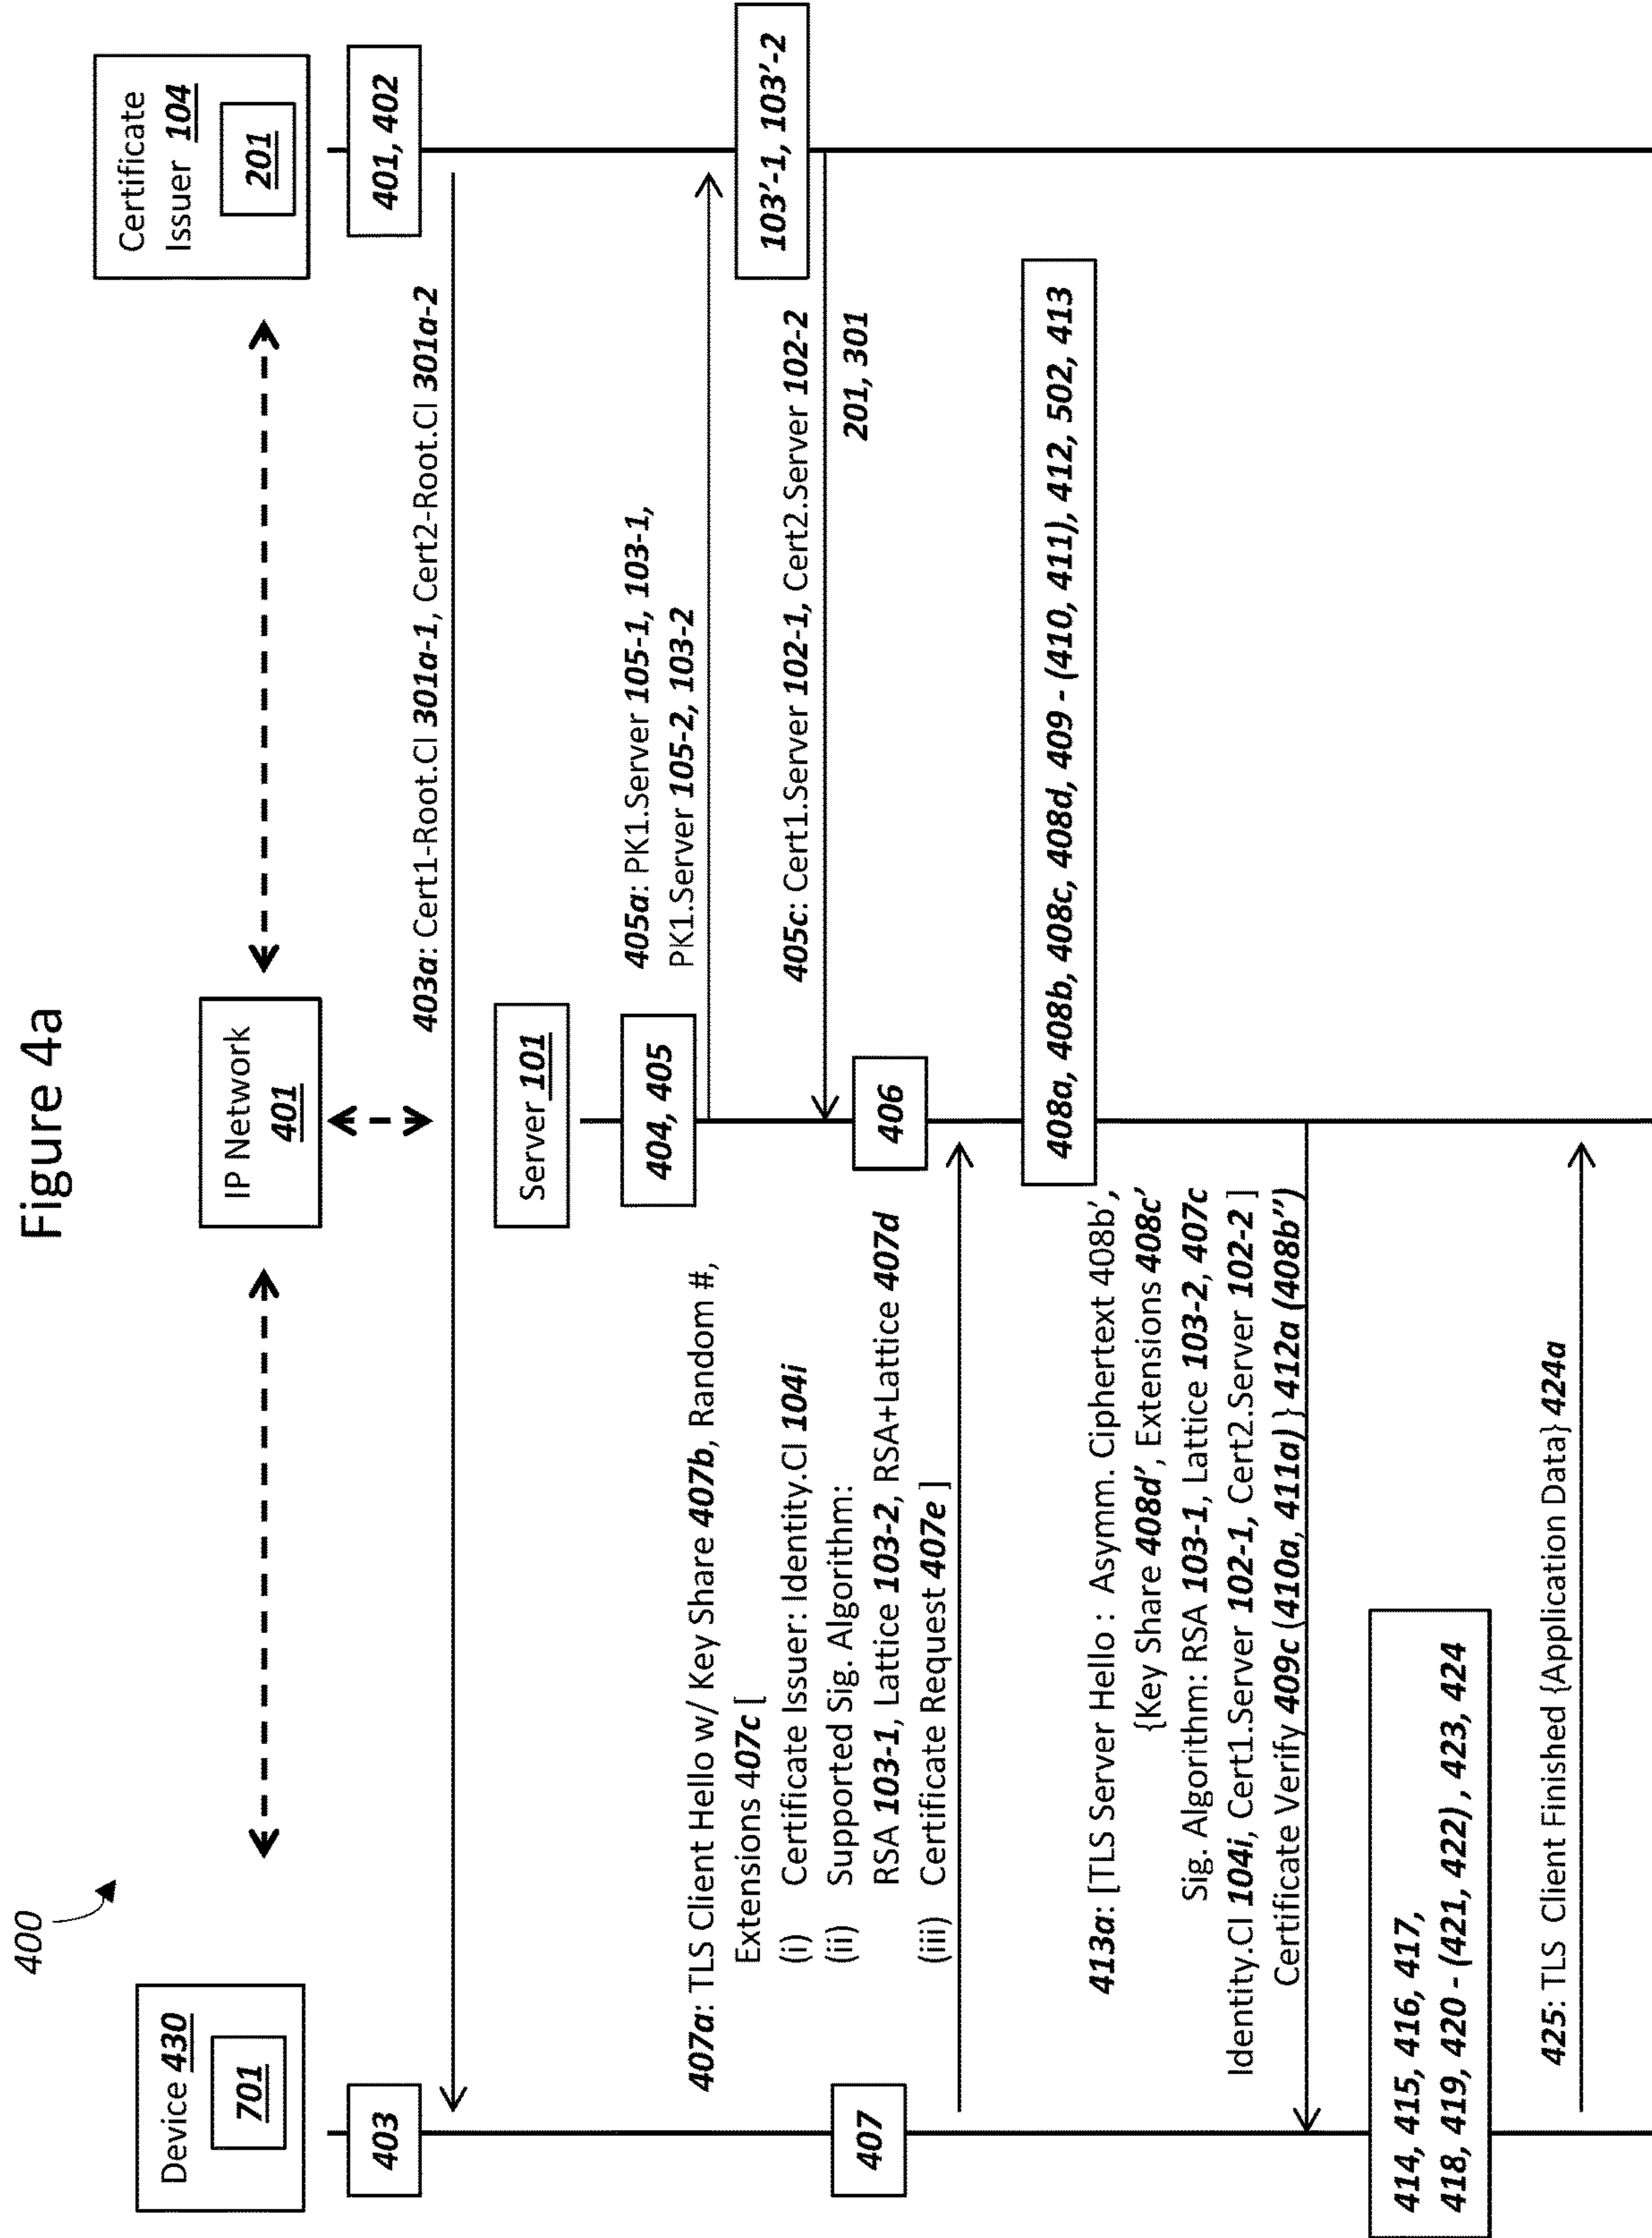 Figure 4a
400
Device 430
701
IP Network
401
Certificate
Issuer 104
201
403
401, 402
403a: Cert1-Root.CI 301a-1, Cert2-Root.CI 301a-2
Server 101
404, 405
405a: PK1.Server 105-1, 103-1,
PK1.Server 105-2, 103-2
103'-1, 103'-2
405c: Cert1.Server 102-1, Cert2.Server 102-2
201, 301
406
407
407a: TLS Client Hello w/ Key Share 407b, Random #,
Extensions 407c [
(i) Certificate Issuer: Identity.CI 104i
(ii) Supported Sig. Algorithm:
RSA 103-1, Lattice 103-2, RSA+Lattice 407d
(iii) Certificate Request 407e ]
408a, 408b, 408c, 408d, 409 - (410, 411), 412, 502, 413
413a: [TLS Server Hello : Asymm. Ciphertext 408b',
{Key Share 408d', Extensions 408c'
Sig. Algorithm: RSA 103-1, Lattice 103-2, 407c
Identity.CI 104i, Cert1.Server 102-1, Cert2.Server 102-2 ]
Certificate Verify 409c (410a, 411a) } 412a (408b'')
414, 415, 416, 417,
418, 419, 420 - (421, 422) , 423, 424
425: TLS Client Finished {Application Data} 424a